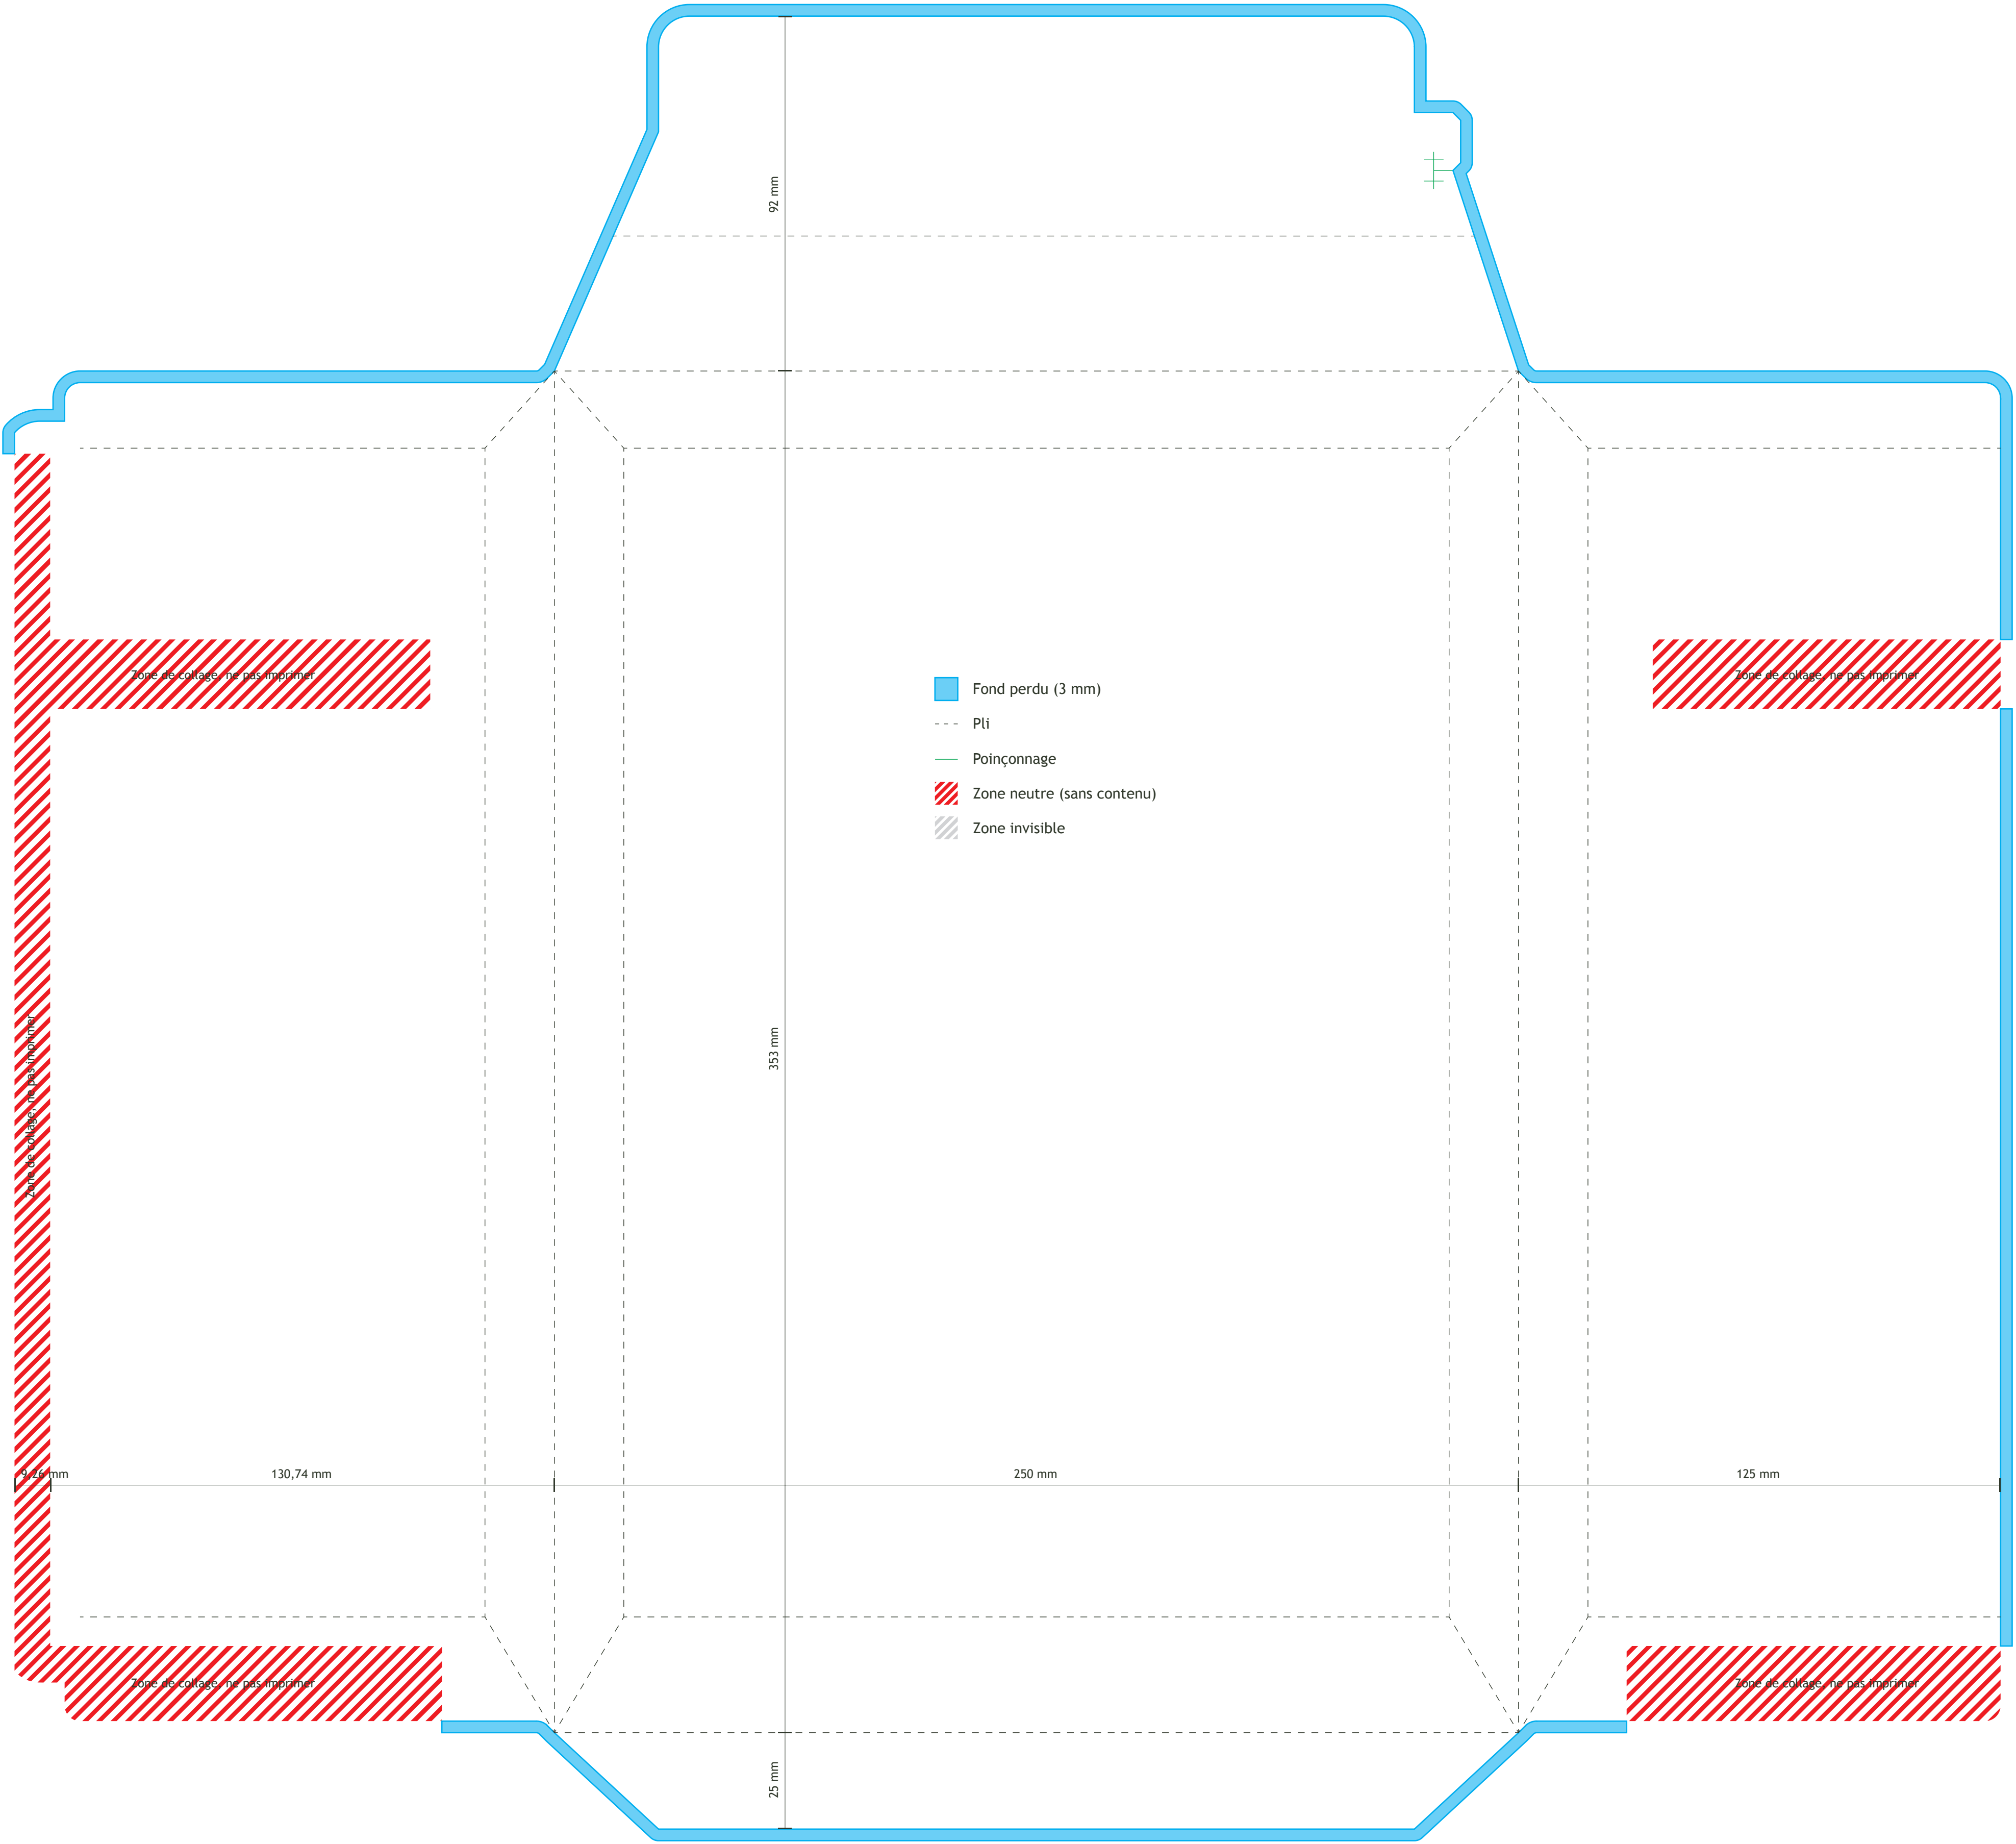 92 mm
Zone de collage, ne pas imprimer
Zone de collage, ne pas imprimer
Fond perdu (3 mm)
Pli
Poinçonnage
Zone neutre (sans contenu)
Zone invisible
353 mm
Zone de collage, ne pas imprimer
9,26 mm
130,74 mm
250 mm
125 mm
Zone de collage, ne pas imprimer
Zone de collage, ne pas imprimer
25 mm